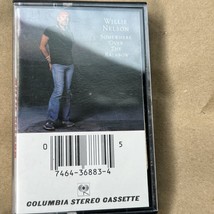 WILLIE
NELSON
SOMEWHERE
OVER
THE
RAINBOW
0
5
7464-36883-4
COLUMBIA STEREO CASSETTE